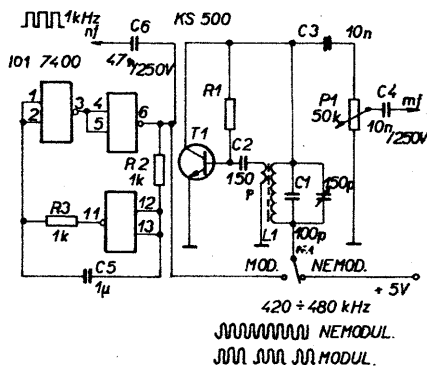 1kHz
nf
C6
47n/250V
KS 500
C3
10n
IO1 7400
1
2
3
4
5
6
R1
T1
C2
150
p
P1
50k
C4
10n
/250V
mf
R2
1k
C1
150p
L1
100p
R3
1k
11
12
13
C5
1µ
MOD.
NEMOD.
+ 5V
420 ÷ 480 kHz
NEMODUL.
MODUL.